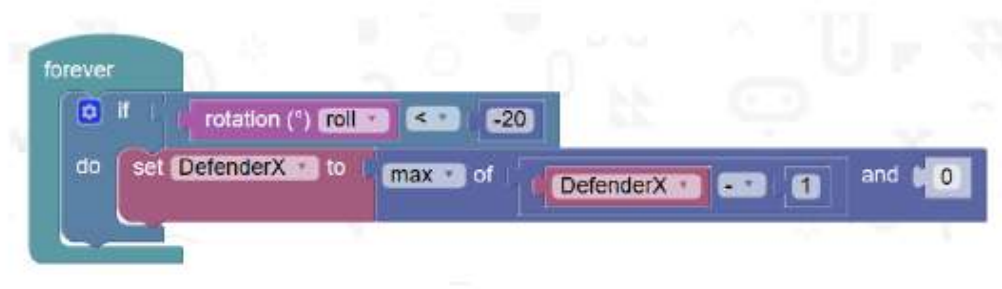 forever
if rotation (°) roll < -20
do set DefenderX to max of DefenderX - 1 and 0